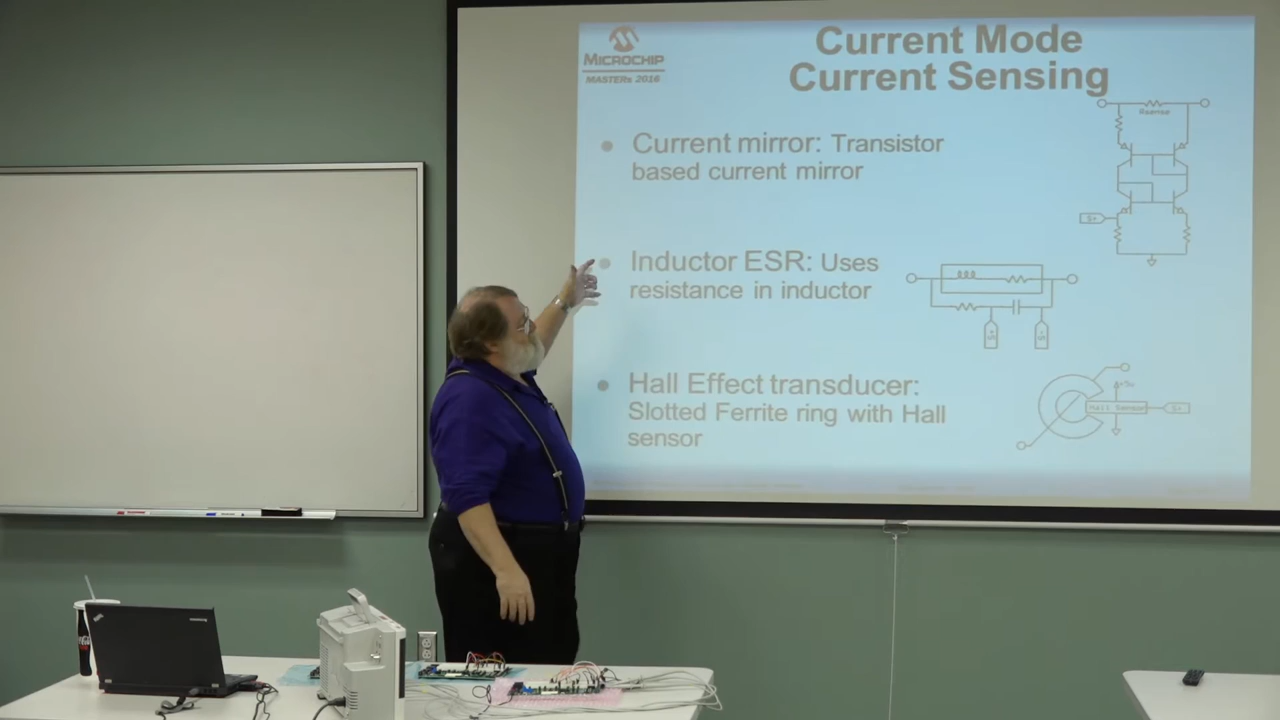 MICROCHIP
MASTERs 2016
Current Mode
Current Sensing
Rsense
Current mirror: Transistor
based current mirror
S+
Inductor ESR: Uses
resistance in inductor
Hall Effect transducer:
Slotted Ferrite ring with Hall
sensor
+5v
Hall Sensor
S+